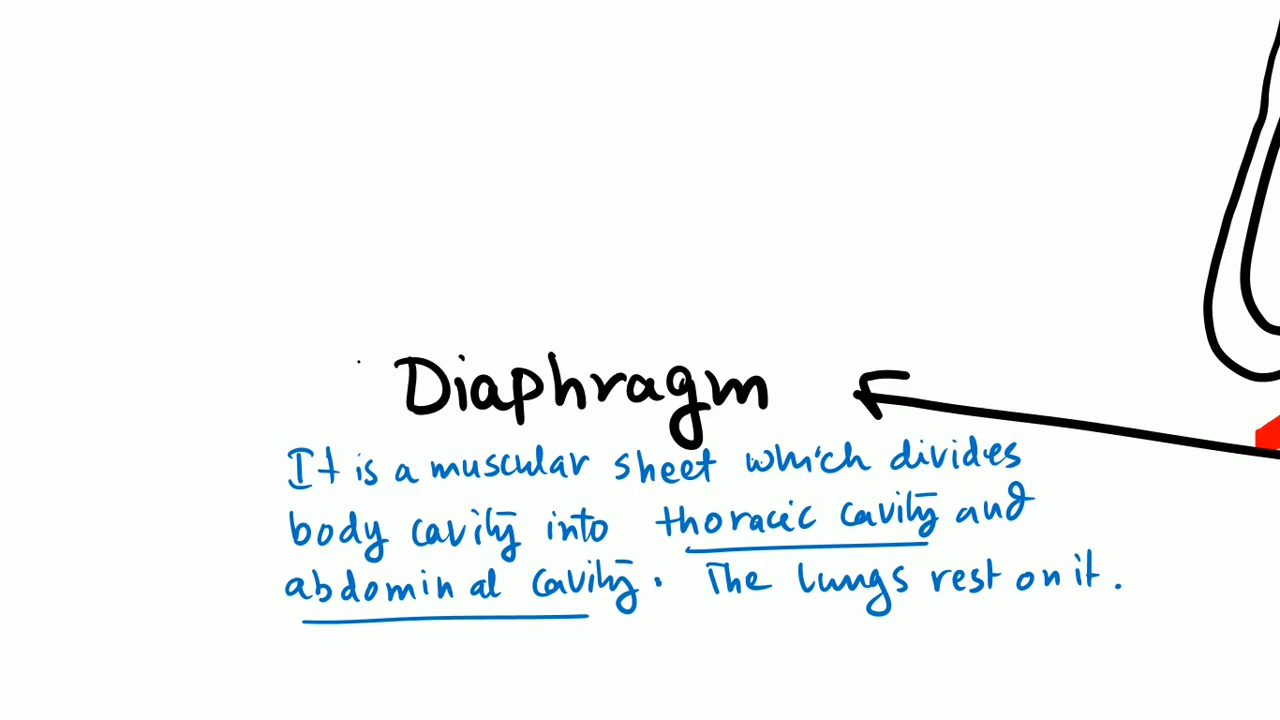 Diaphragm
It is a muscular sheet which divides
body cavity into thoracic cavity and
abdominal cavity. The lungs rest on it.